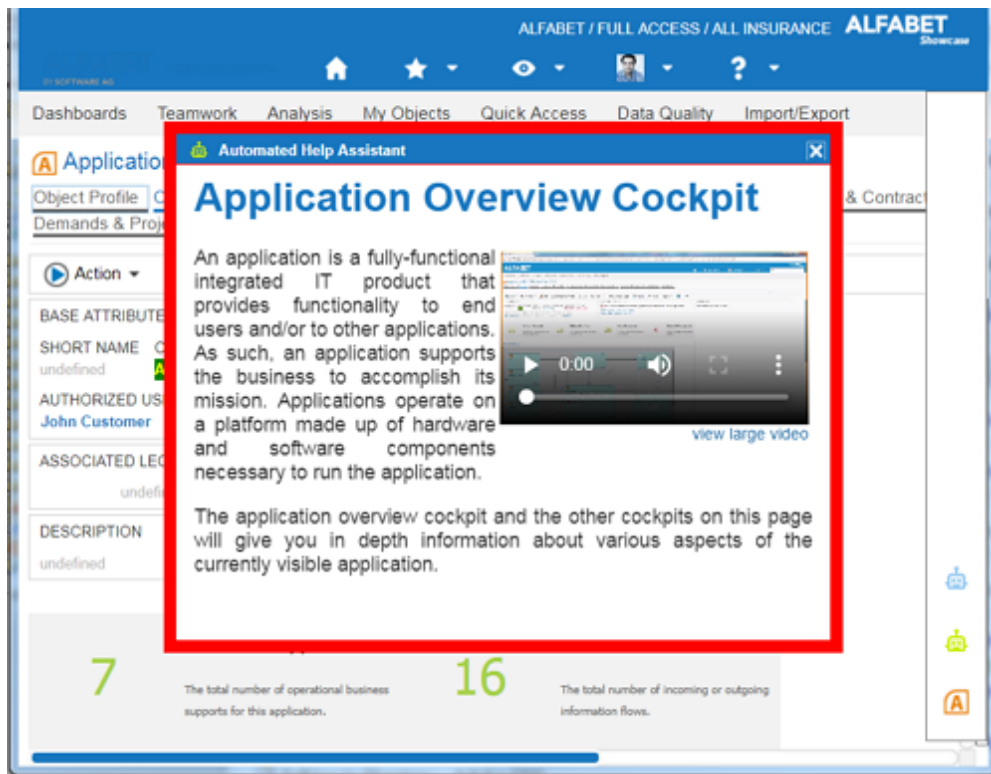 ALFABET / FULL ACCESS / ALL INSURANCE
ALFABET
Showcase
BY SOFTWARE AG
Dashboards Teamwork Analysis My Objects Quick Access Data Quality Import/Export
A Applicatio
Automated Help Assistant
Object Profile
& Contract
Demands & Proj
Application Overview Cockpit
Action
An application is a fully-functional
integrated IT product that
provides functionality to end
users and/or to other applications.
As such, an application supports
the business to accomplish its
mission. Applications operate on
a platform made up of hardware
and software components
necessary to run the application.
0:00
view large video
The application overview cockpit and the other cockpits on this page
will give you in depth information about various aspects of the
currently visible application.
BASE ATTRIBUTE
SHORT NAME
undefined
AUTHORIZED US
John Customer
ASSOCIATED LEG
undefi
DESCRIPTION
undefined
7
The total number of operational business
supports for this application.
16
The total number of incoming or outgoing
information flows.
A